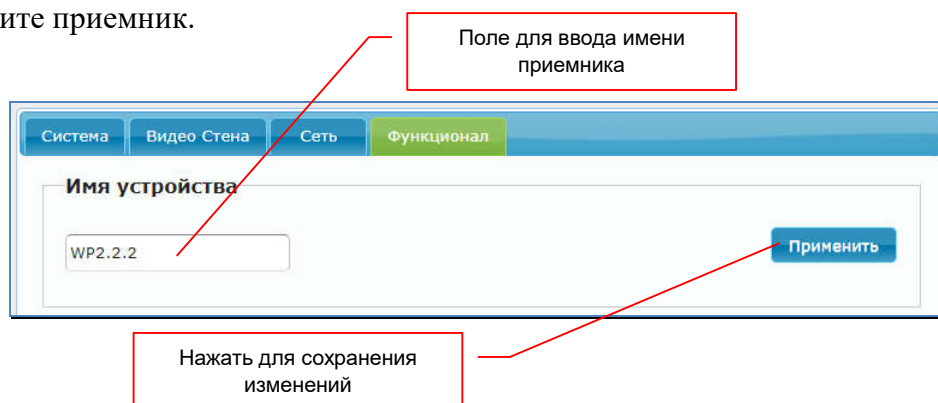 ите приемник.
Поле для ввода имени
приемника
Система Видео Стена Сеть Функционал
Имя устройства
WP2.2.2
Применить
Нажать для сохранения
изменений